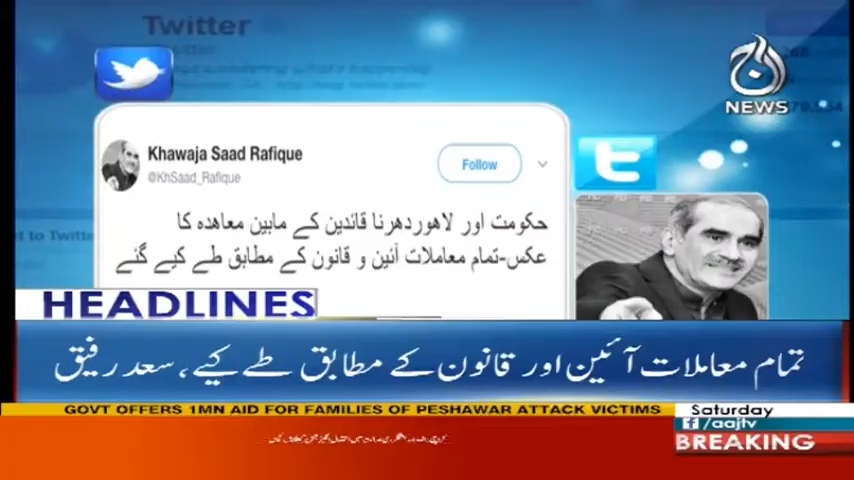 Twitter
آج
NEWS
Khawaja Saad Rafique
@KhSaad_Rafique
Follow
حکومت اور لاھوردھرنا قائدین کے مابین معاھدہ کا
عکس-تمام معاملات آئین و قانون کے مطابق طے کیے گئے
HEADLINES
تمام معاملات آئین اور قانون کے مطابق طے کیے، سعد رفیق
GOVT OFFERS 1MN AID FOR FAMILIES OF PESHAWAR ATTACK VICTIMS
Saturday
f/aajtv
BREAKING